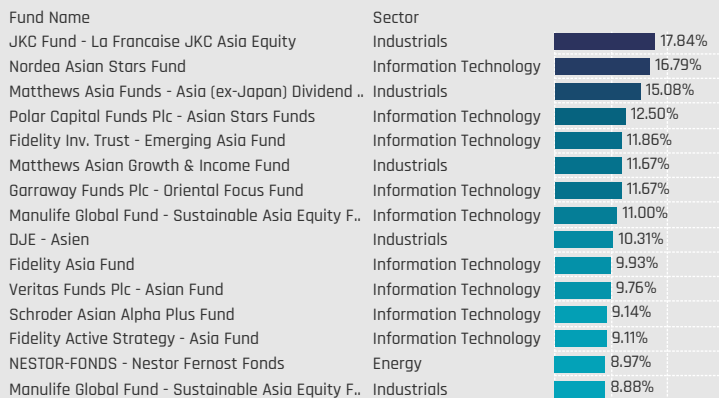 Fund Name Sector
JKC Fund - La Francaise JKC Asia Equity Industrials 17.84%
Nordea Asian Stars Fund Information Technology 16.79%
Matthews Asia Funds - Asia (ex-Japan) Dividend .. Industrials 15.08%
Polar Capital Funds Plc - Asian Stars Funds Information Technology 12.50%
Fidelity Inv. Trust - Emerging Asia Fund Information Technology 11.86%
Matthews Asian Growth & Income Fund Industrials 11.67%
Garraway Funds Plc - Oriental Focus Fund Information Technology 11.67%
Manulife Global Fund - Sustainable Asia Equity F.. Information Technology 11.00%
DJE - Asien Industrials 10.31%
Fidelity Asia Fund Information Technology 9.93%
Veritas Funds Plc - Asian Fund Information Technology 9.76%
Schroder Asian Alpha Plus Fund Information Technology 9.14%
Fidelity Active Strategy - Asia Fund Information Technology 9.11%
NESTOR-FONDS - Nestor Fernost Fonds Energy 8.97%
Manulife Global Fund - Sustainable Asia Equity F.. Industrials 8.88%